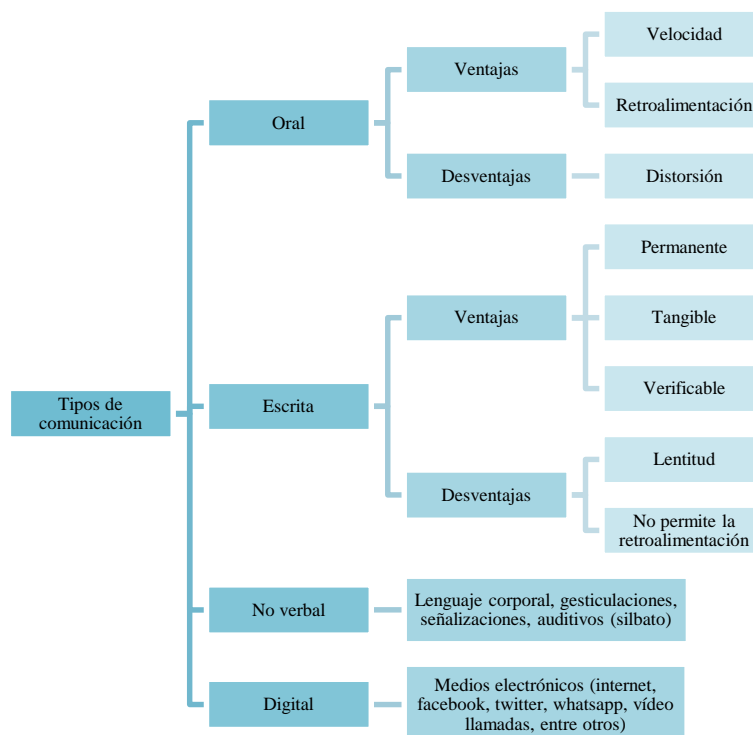 Tipos de
comunicación
Oral
Ventajas
Velocidad
Retroalimentación
Desventajas
Distorsión
Escrita
Ventajas
Permanente
Tangible
Verificable
Desventajas
Lentitud
No permite la
retroalimentación
No verbal
Lenguaje corporal, gesticulaciones,
señalizaciones, auditivos (silbato)
Digital
Medios electrónicos (internet,
facebook, twitter, whatsapp, vídeo
llamadas, entre otros)